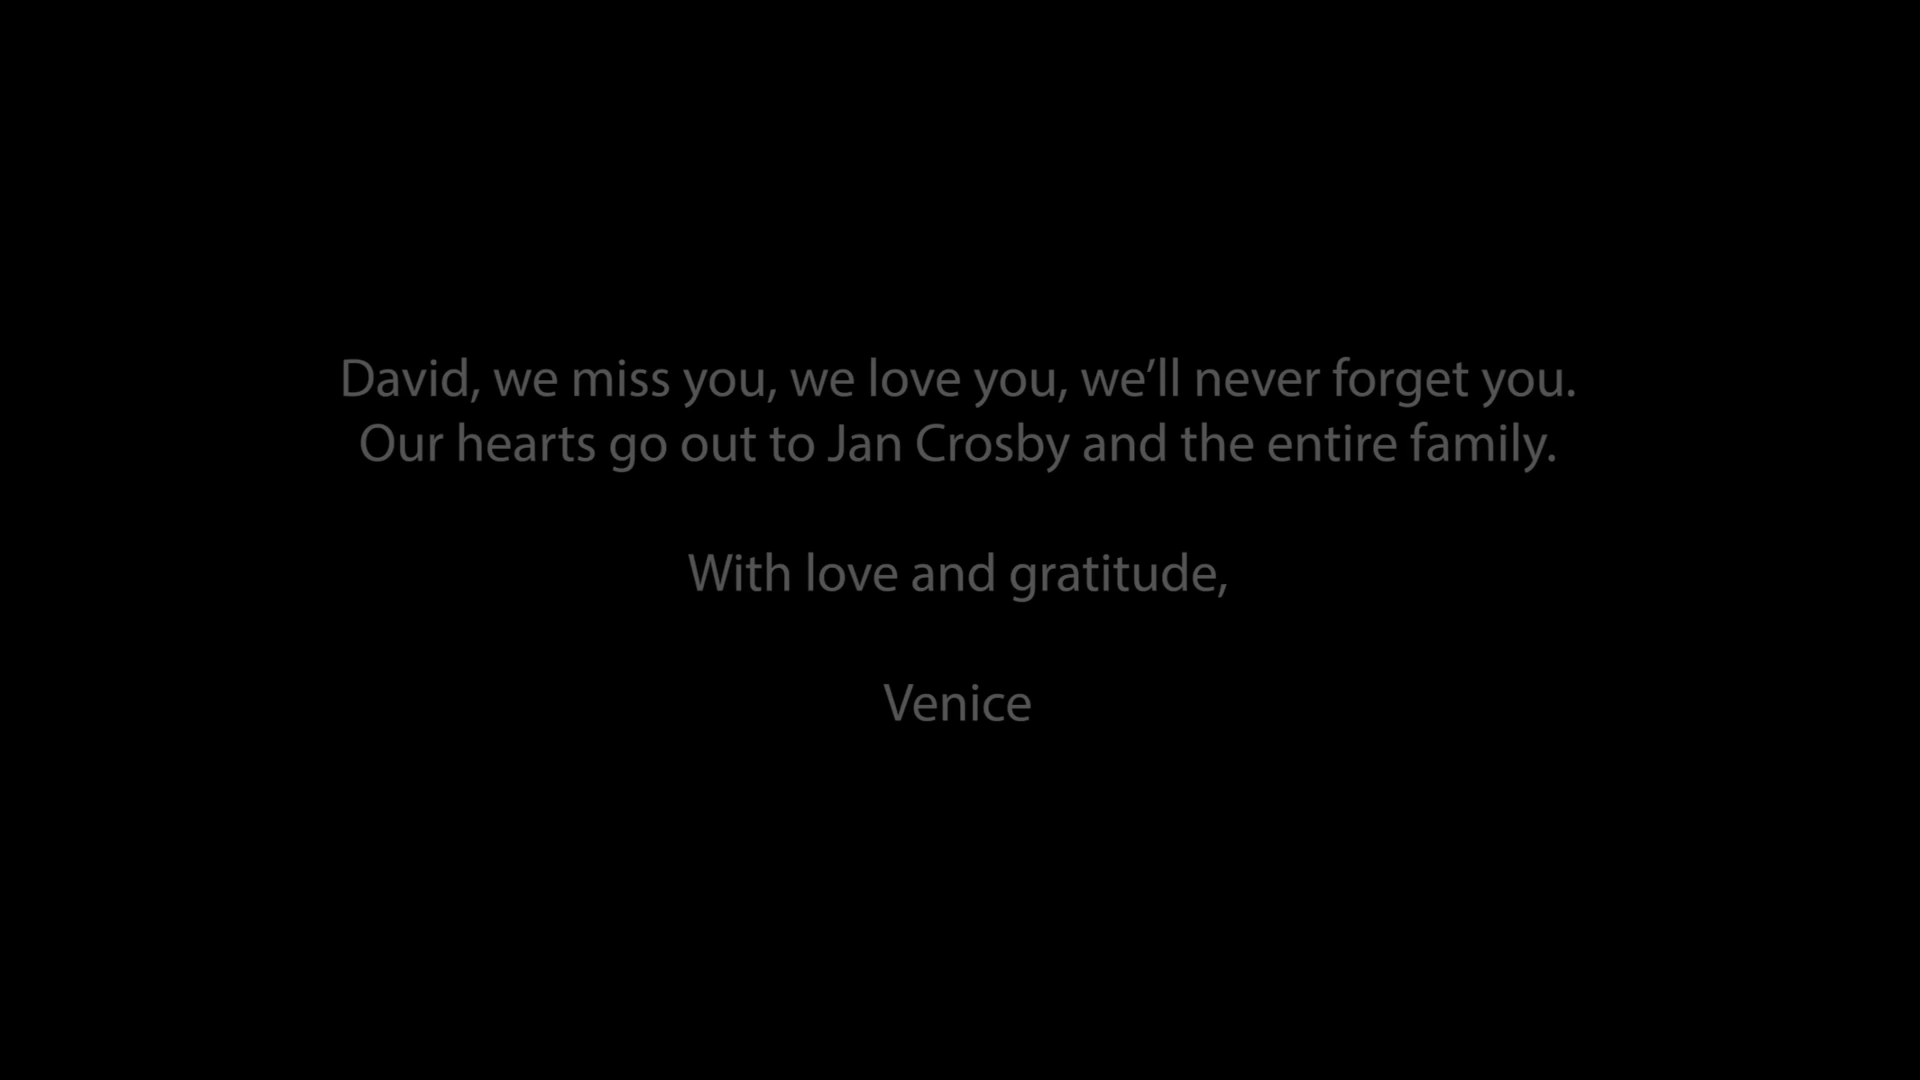 David, we miss you, we love you, we’ll never forget you.
Our hearts go out to Jan Crosby and the entire family.
With love and gratitude,
Venice